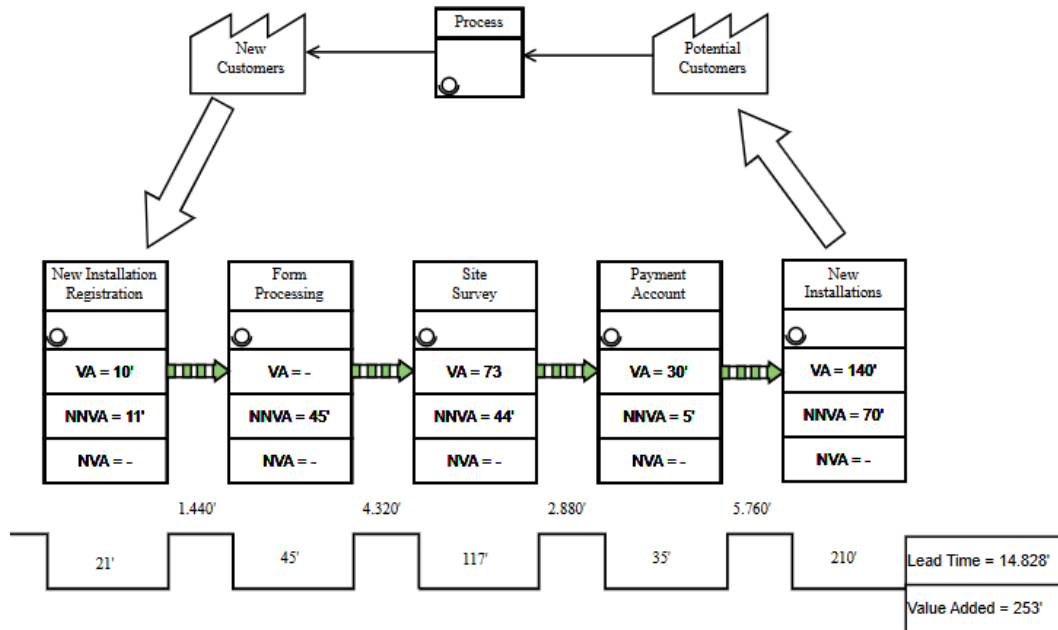 New
Customers
Process
Potential
Customers
New Installation
Registration
VA = 10'
NNVA = 11'
NVA = -
Form
Processing
VA = -
NNVA = 45'
NVA = -
Site
Survey
VA = 73
NNVA = 44'
NVA = -
Payment
Account
VA = 30'
NNVA = 5'
NVA = -
New
Installations
VA = 140'
NNVA = 70'
NVA = -
1.440'
4.320'
2.880'
5.760'
21'
45'
117'
35'
210'
Lead Time = 14.828'
Value Added = 253'